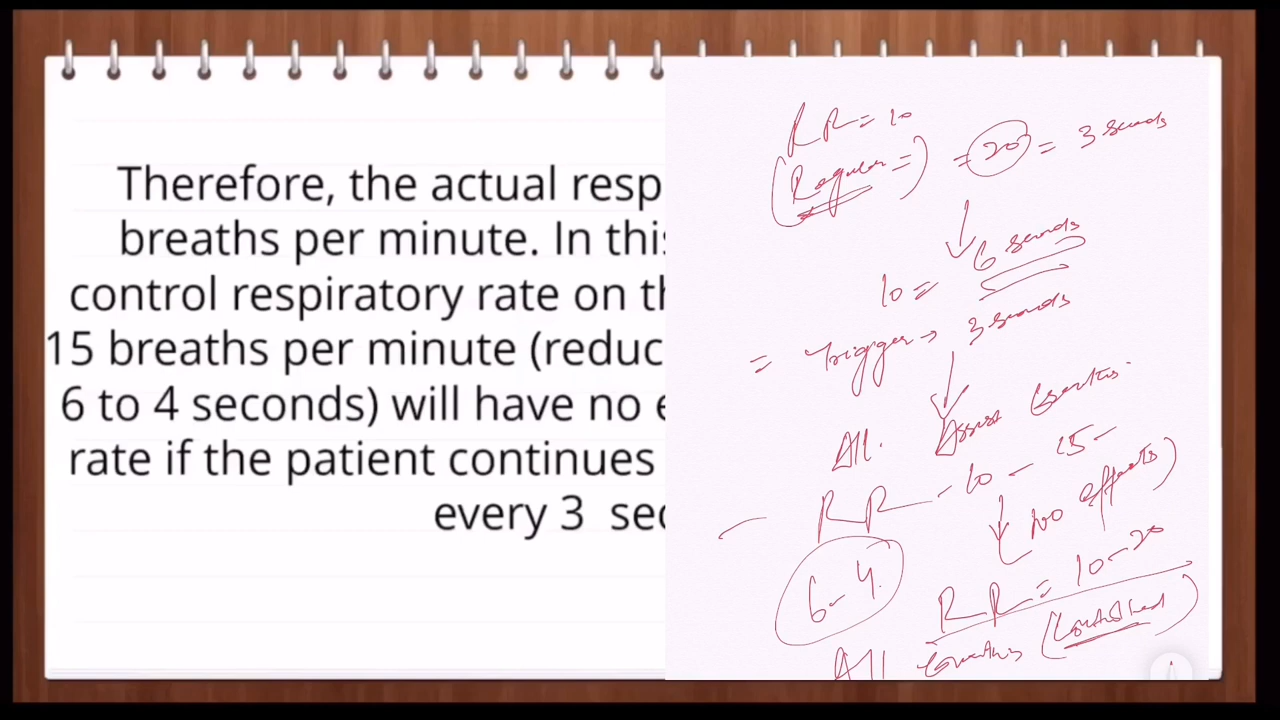 Therefore, the actual resp
breaths per minute. In this
control respiratory rate on th
15 breaths per minute (reduc
6 to 4 seconds) will have no e
rate if the patient continues
every 3 sec
RR = 10
(Regular = ) = 20 = 3 seconds
6 seconds
10 =
= Trigger → 3 seconds
All. Assist breaths.
RR - 10 - 15 -
No effects)
6 - 4
RR = 10 - 20
All breaths (controlled)